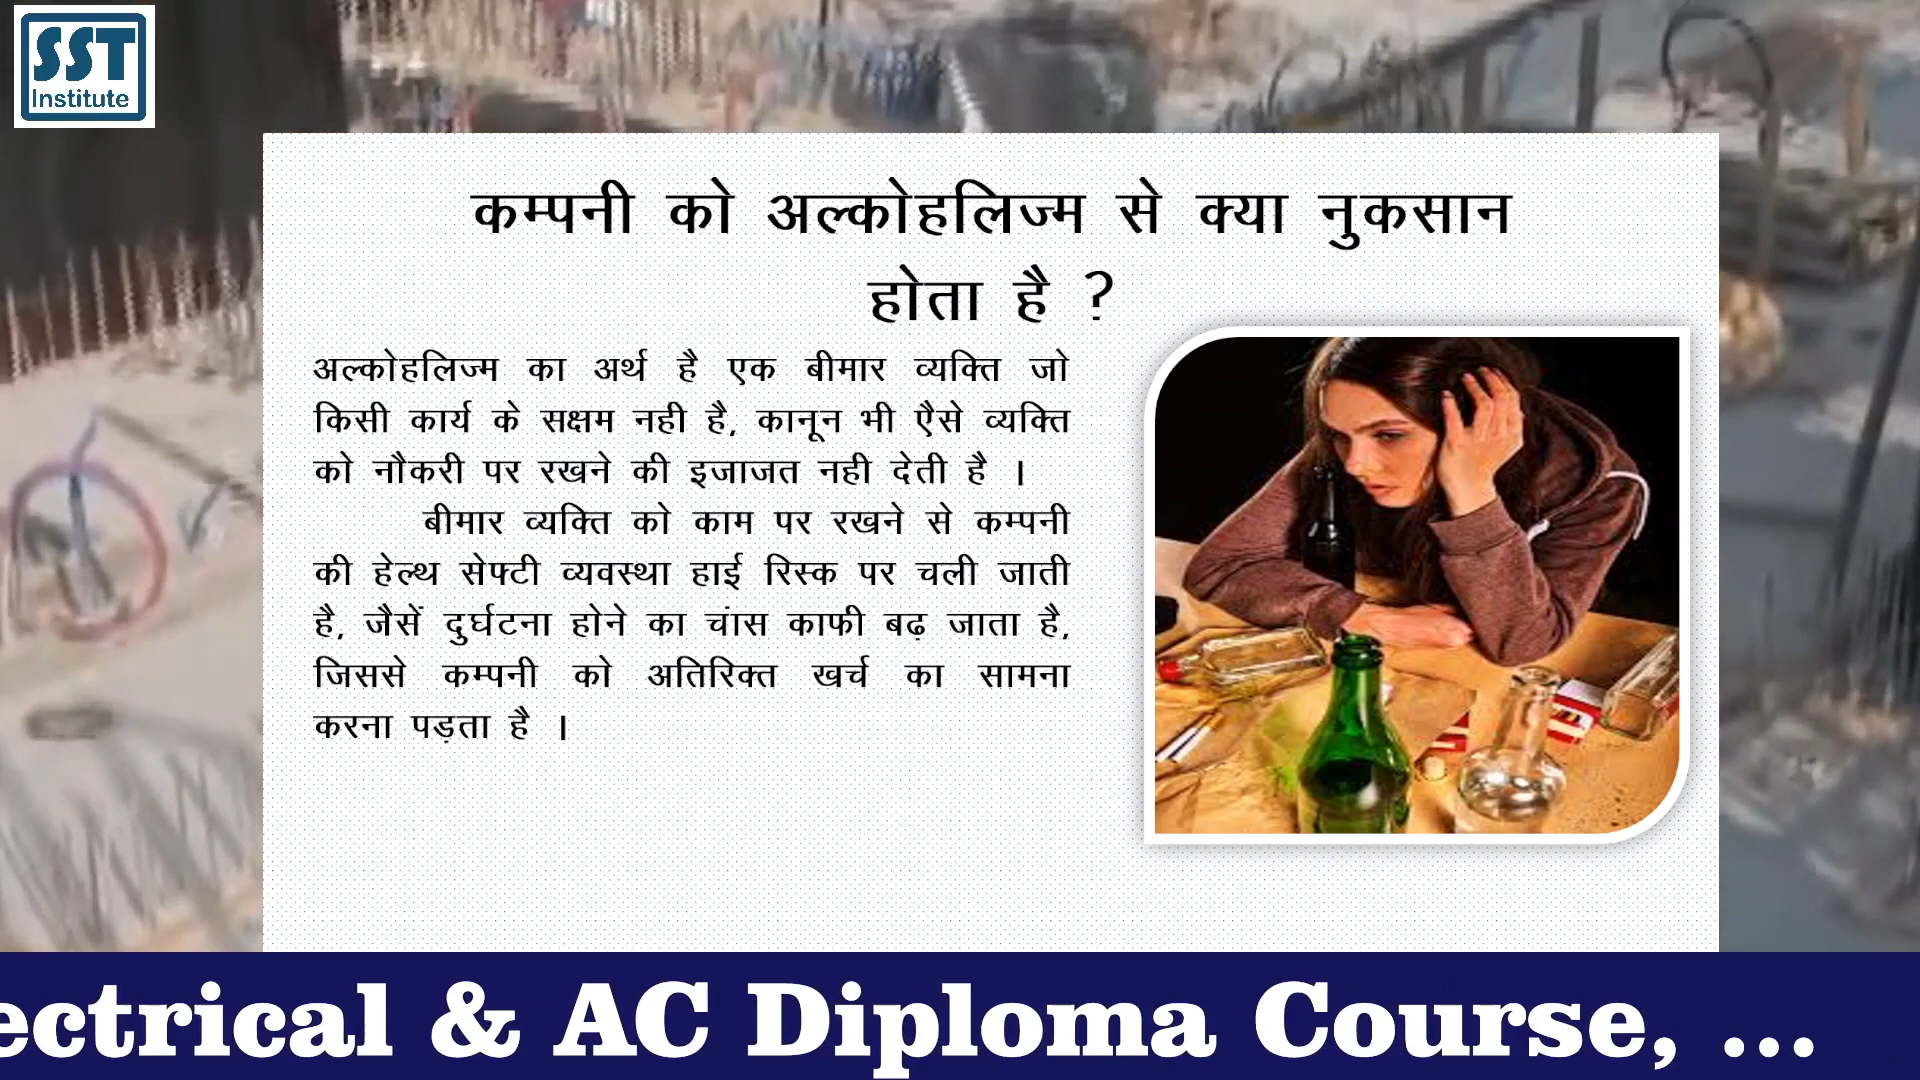 SST
Institute
कम्पनी को अल्कोहलिज्म से क्या नुकसान
होता है ?
अल्कोहलिज्म का अर्थ है एक बीमार व्यक्ति जो
किसी कार्य के सक्षम नही है, कानून भी एैसे व्यक्ति
को नौकरी पर रखने की इजाजत नही देती है ।
बीमार व्यक्ति को काम पर रखने से कम्पनी
की हेल्थ सेफ्टी व्यवस्था हाई रिस्क पर चली जाती
है, जैसें दुर्घटना होने का चांस काफी बढ़ जाता है,
जिससे कम्पनी को अतिरिक्त खर्च का सामना
करना पड़ता है ।
ectrical & AC Diploma Course, ...